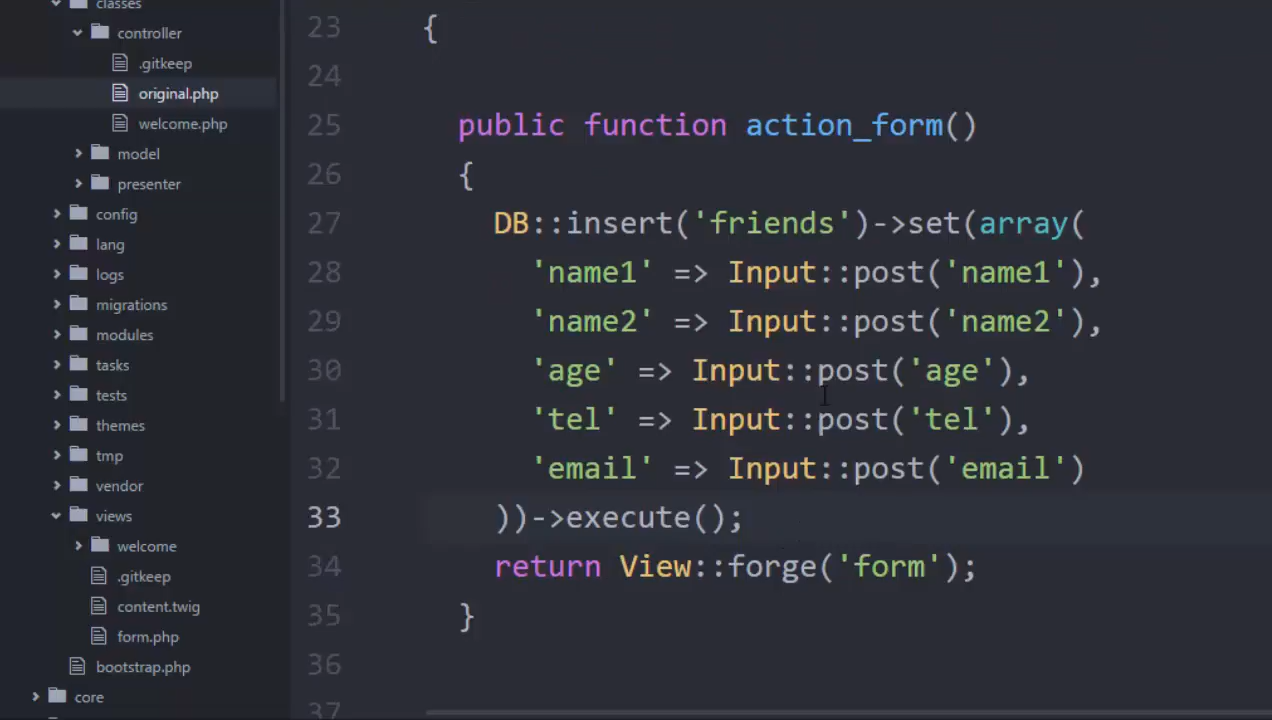 classes
controller
.gitkeep
original.php
welcome.php
model
presenter
config
lang
logs
migrations
modules
tasks
tests
themes
tmp
vendor
views
welcome
.gitkeep
content.twig
form.php
bootstrap.php
core
23 {
24
25 public function action_form()
26 {
27 DB::insert('friends')->set(array(
28 'name1' => Input::post('name1'),
29 'name2' => Input::post('name2'),
30 'age' => Input::post('age'),
31 'tel' => Input::post('tel'),
32 'email' => Input::post('email')
33 ))->execute();
34 return View::forge('form');
35 }
36
37